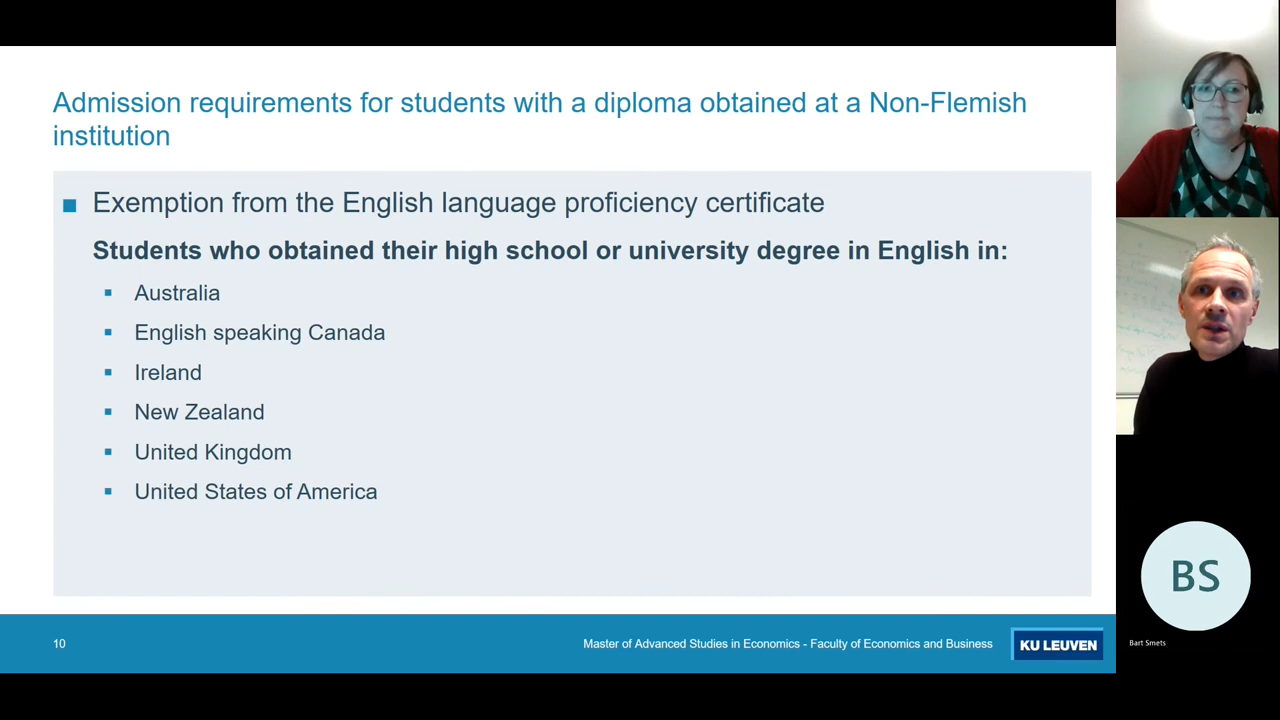 Admission requirements for students with a diploma obtained at a Non-Flemish
institution
Exemption from the English language proficiency certificate
Students who obtained their high school or university degree in English in:
Australia
English speaking Canada
Ireland
New Zealand
United Kingdom
United States of America
10
Master of Advanced Studies in Economics - Faculty of Economics and Business
KU LEUVEN
BS
Bart Smets